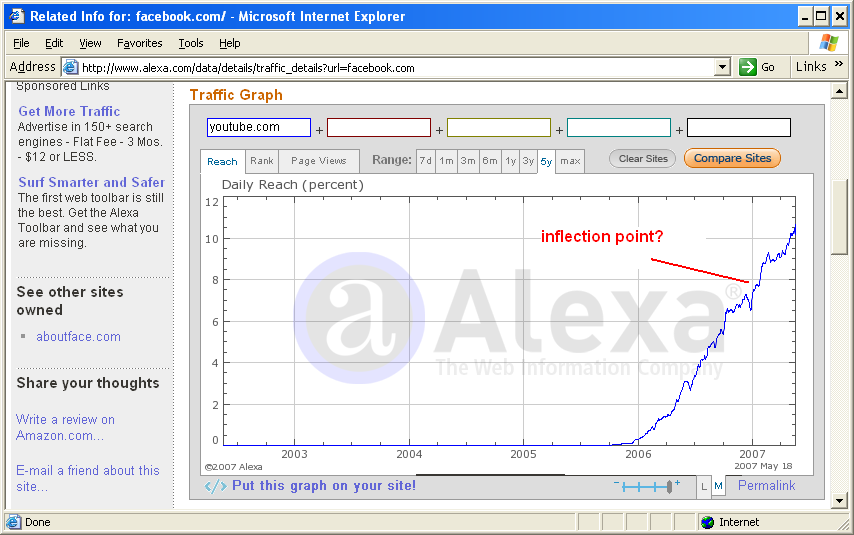 Related Info for: facebook.com/ - Microsoft Internet Explorer
File Edit View Favorites Tools Help
Address http://www.alexa.com/data/details/traffic_details?url=facebook.com Go Links »
Sponsored Links
Get More Traffic
Advertise in 150+ search
engines - Flat Fee - 3 Mos.
- $12 or LESS.
Surf Smarter and Safer
The first web toolbar is still
the best. Get the Alexa
Toolbar and see what you
are missing.
See other sites
owned
aboutface.com
Share your thoughts
Write a review on
Amazon.com...
E-mail a friend about this
site...
Traffic Graph
youtube.com + + + +
Reach Rank Page Views Range: 7d 1m 3m 6m 1y 3y 5y max Clear Sites Compare Sites
Daily Reach (percent)
12
10
8
6
4
2
0
inflection point?
a Alexa®
The Web Information Company
2003 2004 2005 2006 2007
©2007 Alexa 2007 May 18
</> Put this graph on your site! - + L M Permalink
Done Internet